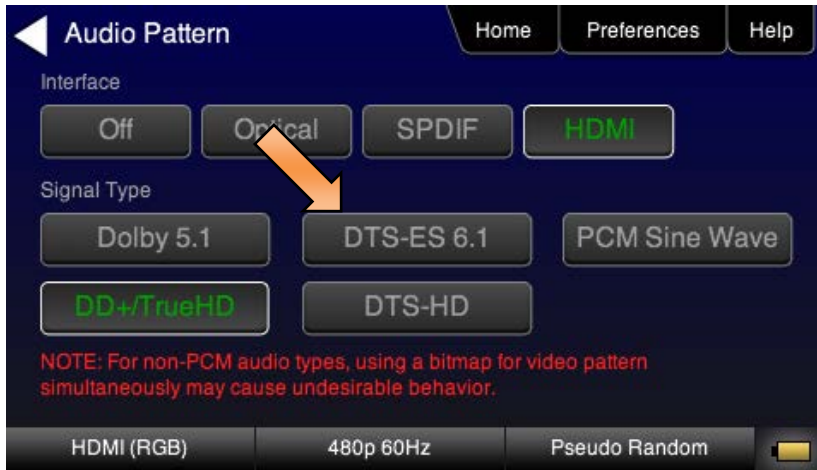 Audio Pattern Home Preferences Help
Interface
Off Optical SPDIF HDMI
Signal Type
Dolby 5.1 DTS-ES 6.1 PCM Sine Wave
DD+/TrueHD DTS-HD
NOTE: For non-PCM audio types, using a bitmap for video pattern
simultaneously may cause undesirable behavior.
HDMI (RGB) 480p 60Hz Pseudo Random